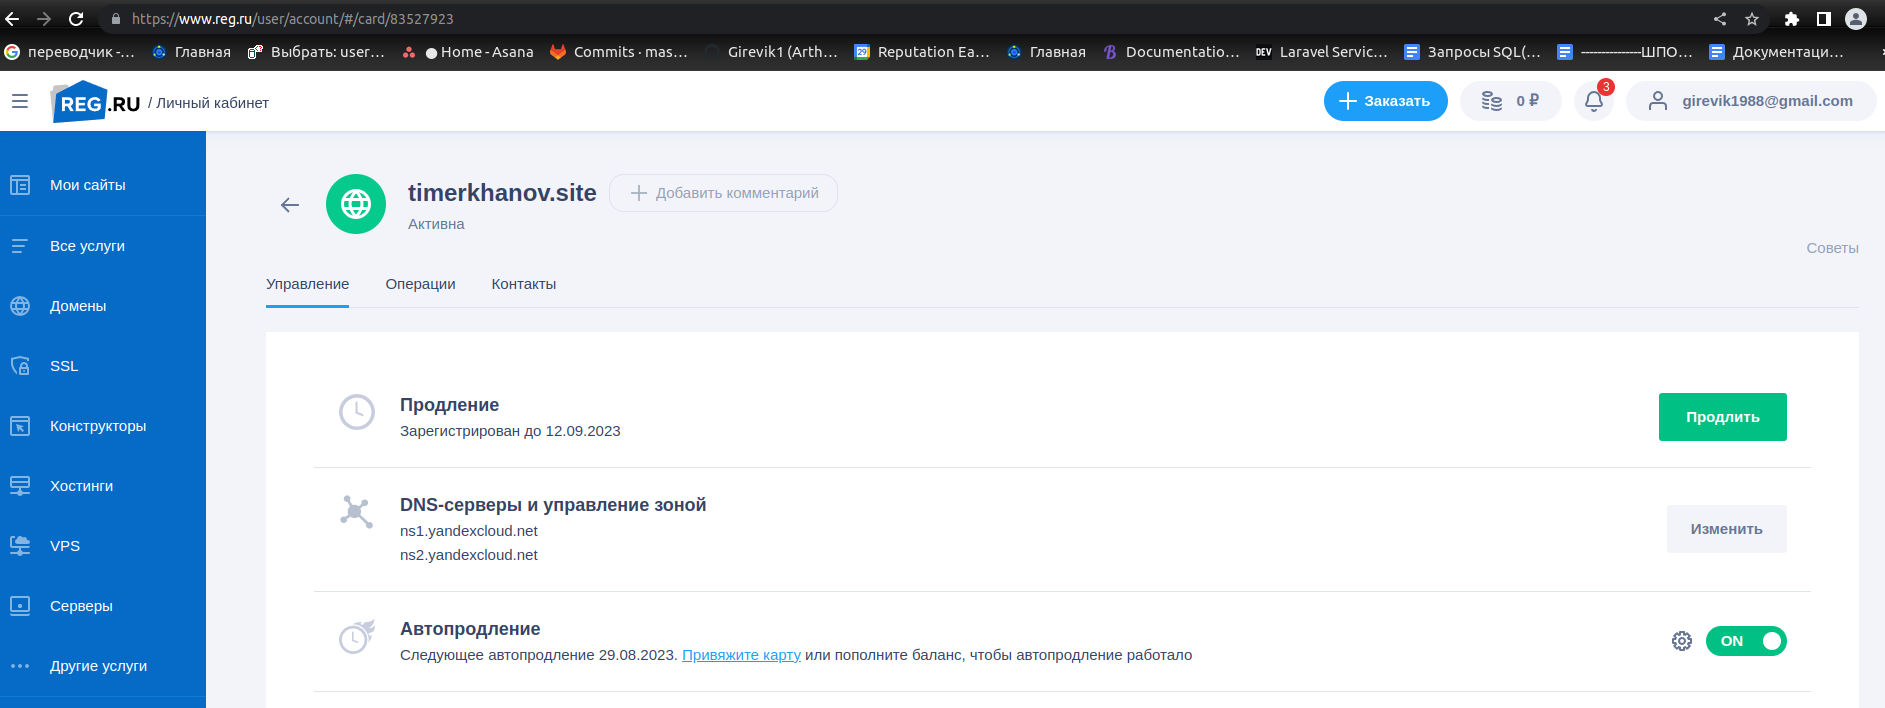 https://www.reg.ru/user/account/#/card/83527923
переводчик -... Главная Выбрать: user... Home - Asana Commits · mas... Girevik1 (Arth... Reputation Ea... Главная Documentatio... Laravel Servic... Запросы SQL(... ---------------ШПО... Документаци...
REG.RU / Личный кабинет
Заказать
0 ₽
3
girevik1988@gmail.com
Мои сайты
Все услуги
Домены
SSL
Конструкторы
Хостинги
VPS
Серверы
Другие услуги
timerkhanov.site
Добавить комментарий
Активна
Советы
Управление Операции Контакты
Продление
Зарегистрирован до 12.09.2023
Продлить
DNS-серверы и управление зоной
ns1.yandexcloud.net
ns2.yandexcloud.net
Изменить
Автопродление
Следующее автопродление 29.08.2023. Привяжите карту или пополните баланс, чтобы автопродление работало
ON